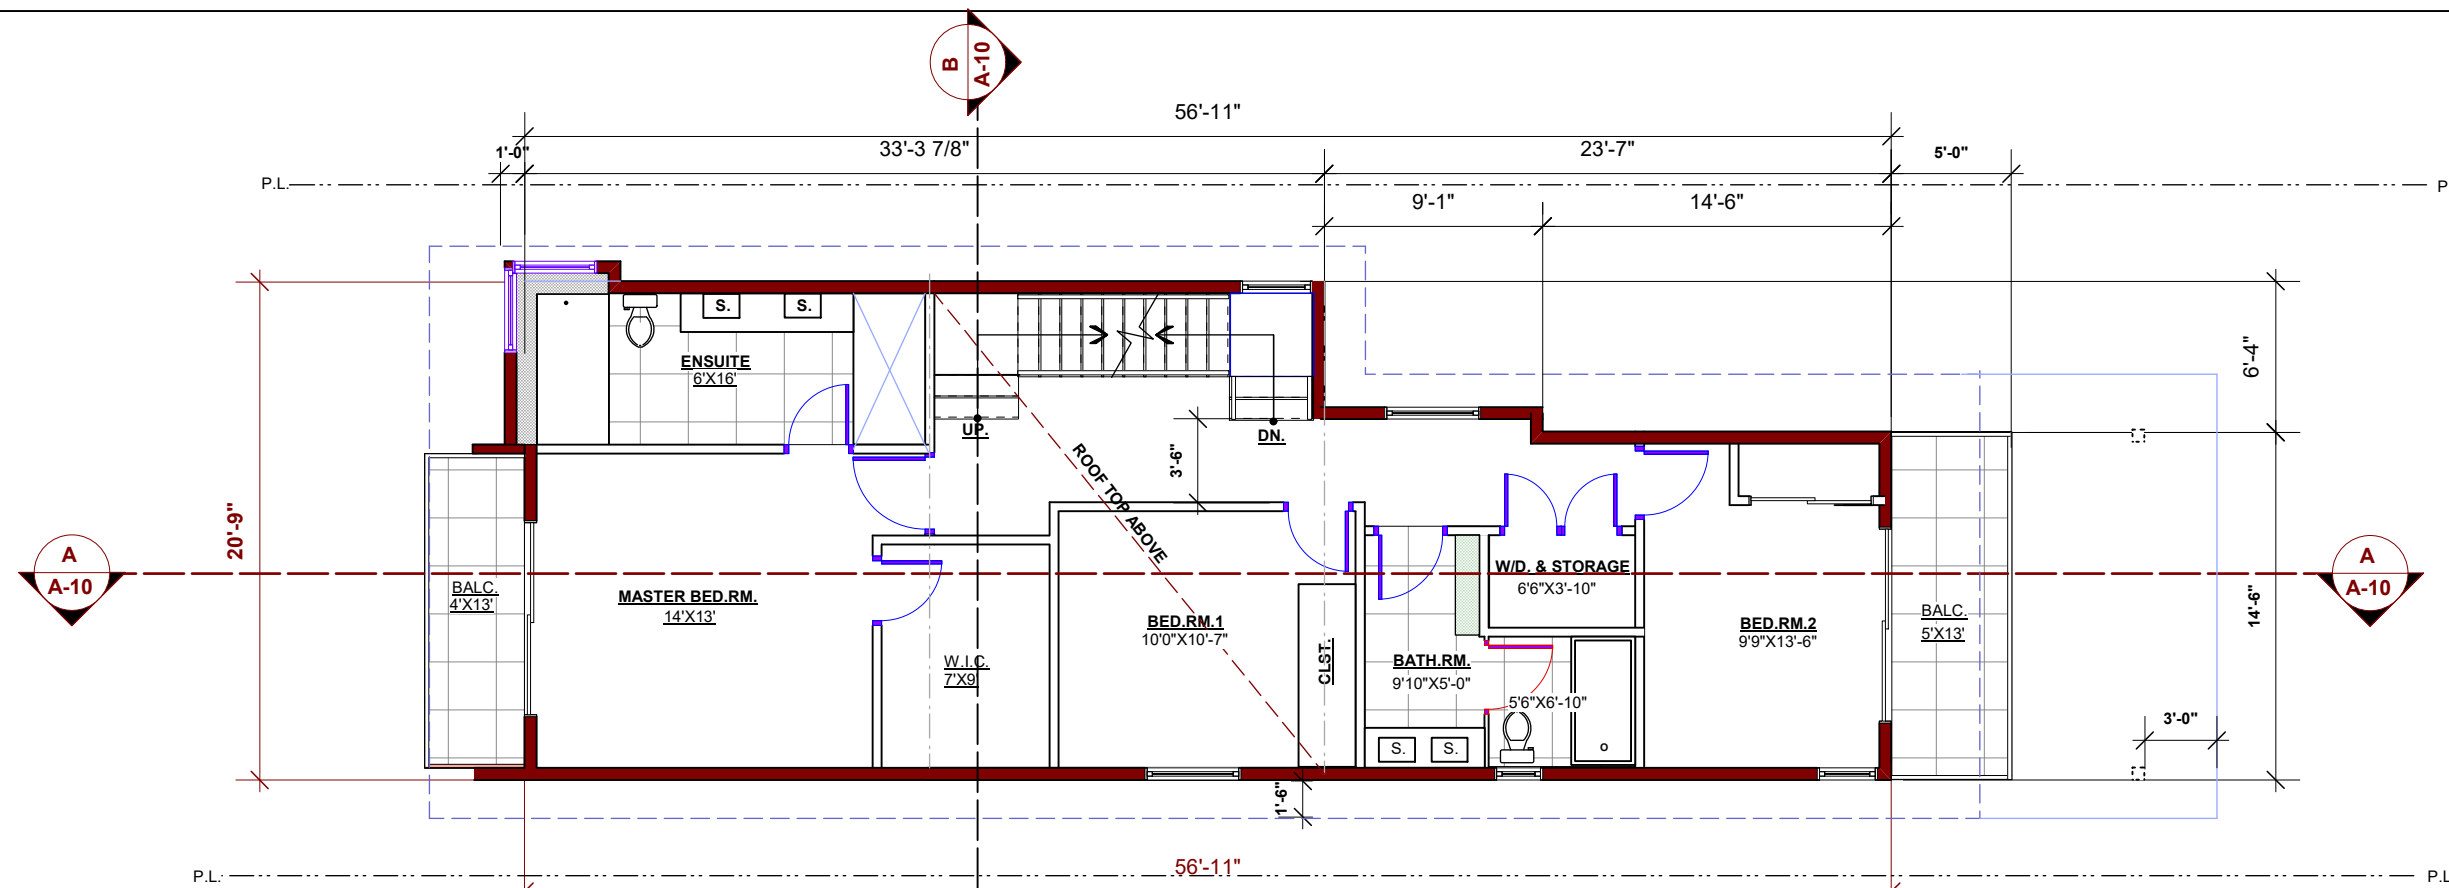 B
A-10
56'-11"
1'-0"
33'-3 7/8"
23'-7"
5'-0"
P.L.
P
9'-1"
14'-6"
S.
S.
ENSUITE
6'X16'
6'-4"
UP.
DN.
3'-6"
ROOF TOP ABOVE
20'-9"
A
A-10
A
A-10
BALC.
4'X13'
MASTER BED.RM.
14'X13'
W/D. & STORAGE
6'6"X3'-10"
BED.RM.1
10'0"X10'-7"
BED.RM.2
9'9"X13'-6"
BALC.
5'X13'
14'-6"
W.I.C.
7'X9'
CLST.
BATH.RM.
9'10"X5'-0"
5'6"X6'-10"
3'-0"
S.
S.
1'-6"
56'-11"
P.L.
P.L